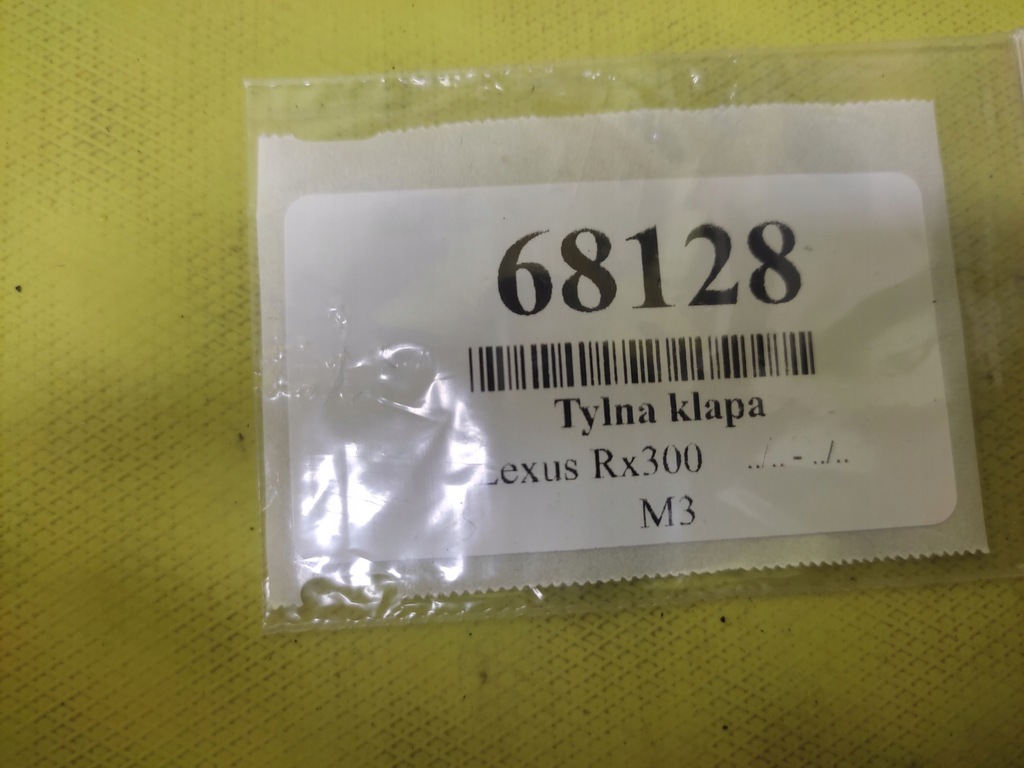 68128
Tylna klapa
Lexus Rx300 ../.. - ../..
M3